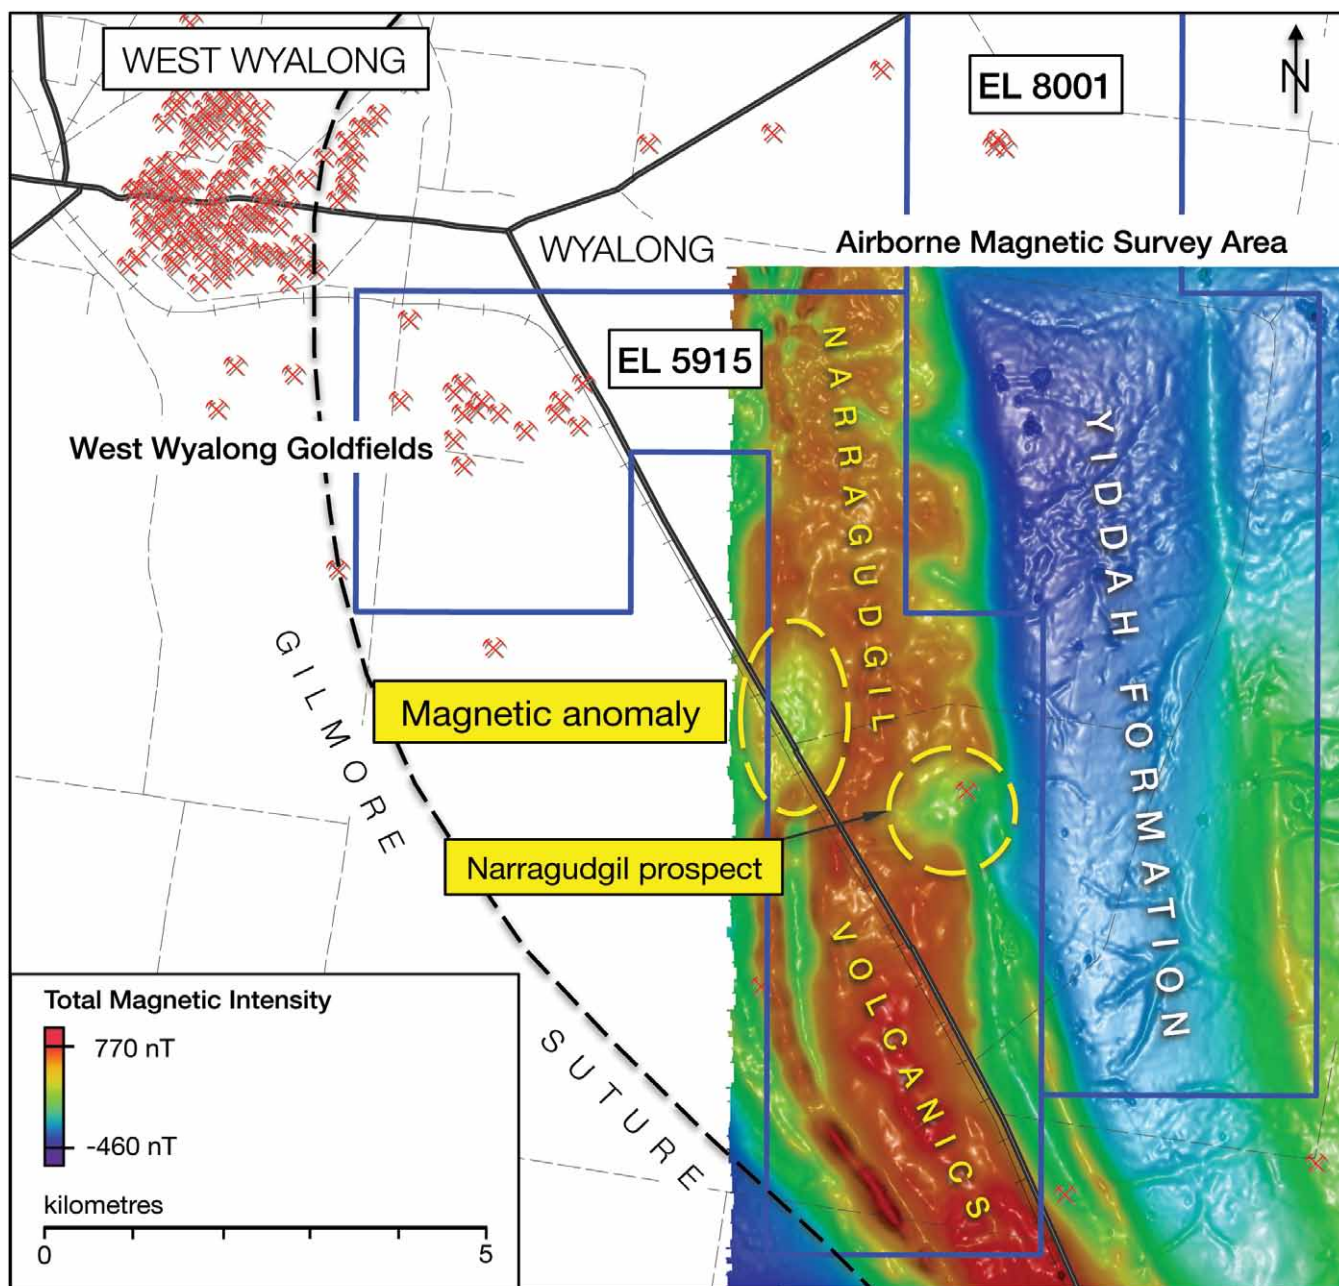 WEST WYALONG
EL 8001
N
WYALONG
Airborne Magnetic Survey Area
EL 5915
West Wyalong Goldfields
NARRAGUDGIL
YIDDAH FORMATION
GILMORE
Magnetic anomaly
Narragudgil prospect
VOLCANICS
SUTURE
Total Magnetic Intensity
770 nT
-460 nT
kilometres
0 5